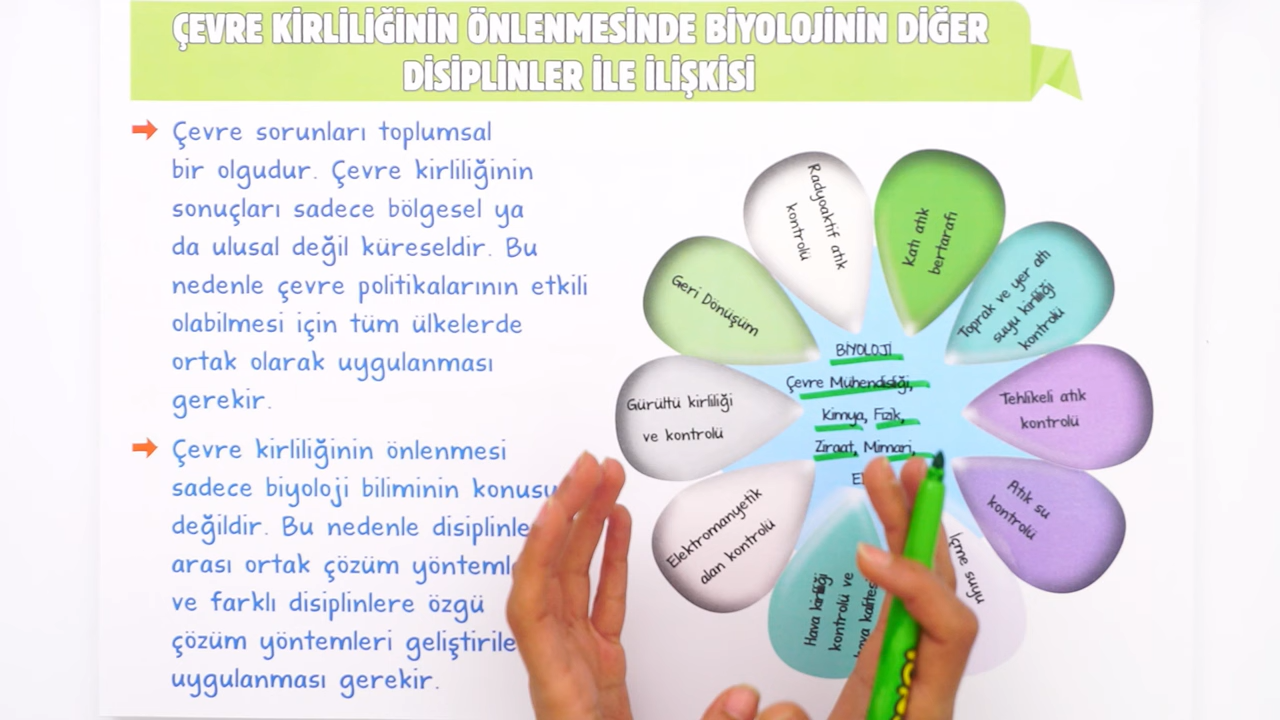 ÇEVRE KİRLİLİĞİNİN ÖNLENMESİNDE BİYOLOJİNİN DİĞER
DİSİPLİNLER İLE İLİŞKİSİ
Çevre sorunları toplumsal
bir olgudur. Çevre kirliliğinin
sonuçları sadece bölgesel ya
da ulusal değil küreseldir. Bu
nedenle çevre politikalarının etkili
olabilmesi için tüm ülkelerde
ortak olarak uygulanması
gerekir.
Çevre kirliliğinin önlenmesi
sadece biyoloji biliminin konusu
değildir. Bu nedenle
arası ortak çözüm
ve farklı disiplinlere özgü
çözüm yöntemleri
uygulanması gerekir.
Radyoaktif atık
kontrolü
Katı atık
bertarafı
Toprak ve yer altı
suyu kirliliği
kontrolü
Tehlikeli atık
kontrolü
Atık su
kontrolü
İçme suyu
Hava kirliliği
kontrolü ve
hava kalitesi
Elektromanyetik
alan kontrolü
Gürültü kirliliği
ve kontrolü
Geri Dönüşüm
BİYOLOJİ
Çevre Mühendisliği,
Kimya, Fizik,
Ziraat, Mimari,